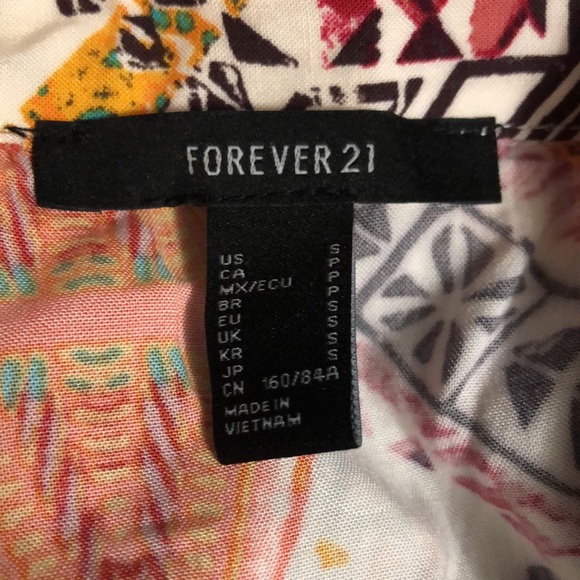 FOREVER 21
US S
CA P
MX/ECU P
BR P
EU S
UK S
KR S
JP S
CN 160/84A
MADE IN
VIETNAM